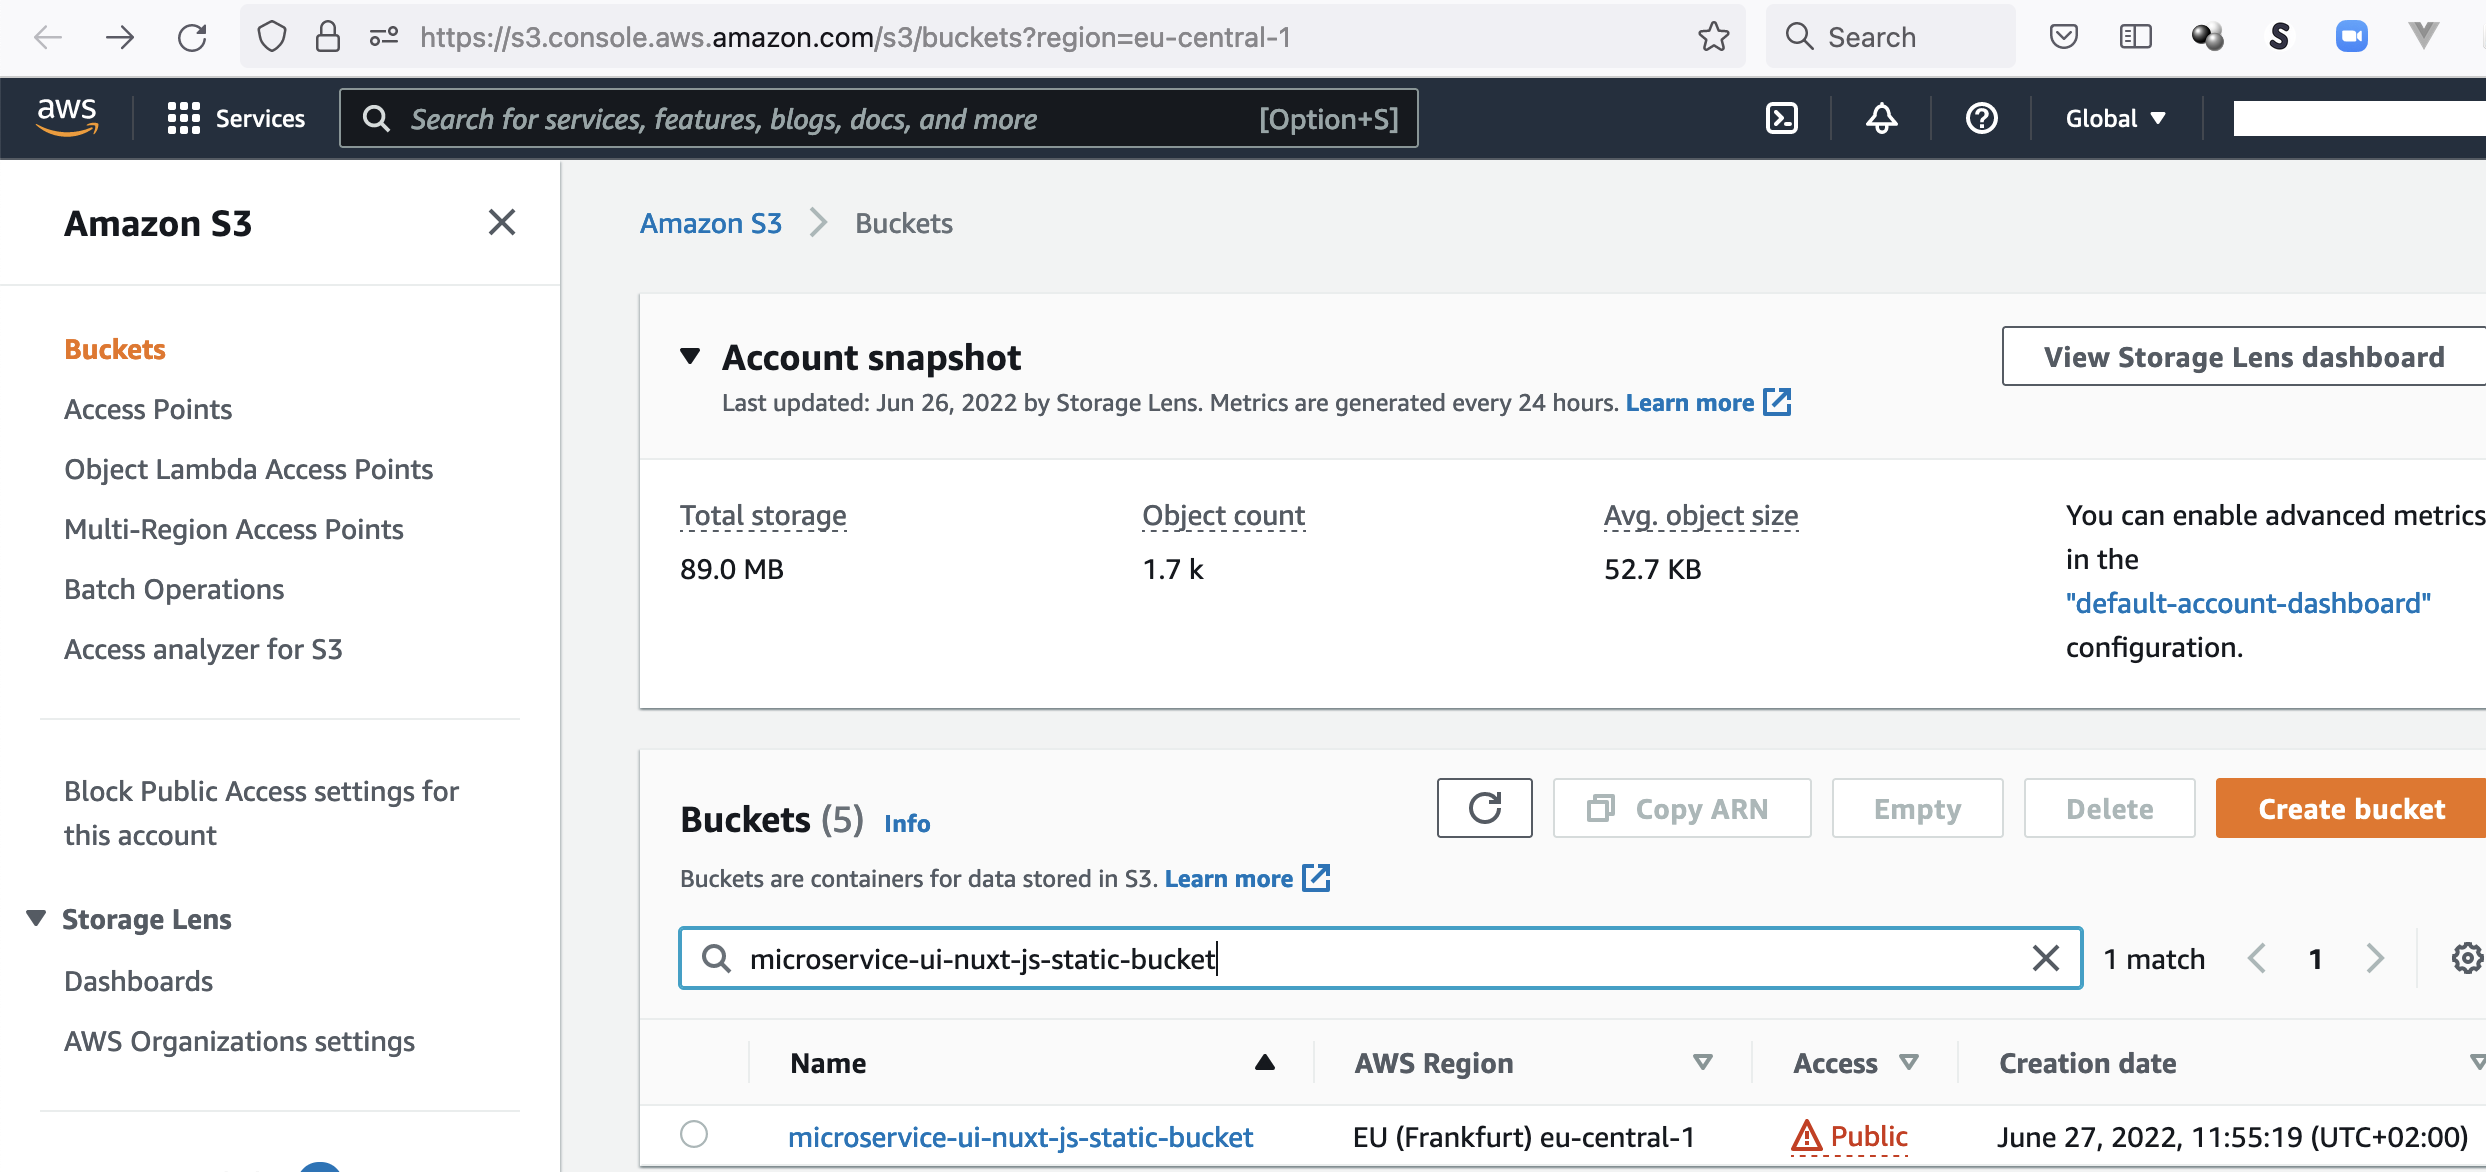 https://s3.console.aws.amazon.com/s3/buckets?region=eu-central-1
Search
aws
Services
Search for services, features, blogs, docs, and more
[Option+S]
Global
Amazon S3
Buckets
Access Points
Object Lambda Access Points
Multi-Region Access Points
Batch Operations
Access analyzer for S3
Block Public Access settings for
this account
Storage Lens
Dashboards
AWS Organizations settings
Amazon S3
Buckets
Account snapshot
View Storage Lens dashboard
Last updated: Jun 26, 2022 by Storage Lens. Metrics are generated every 24 hours. Learn more
Total storage
89.0 MB
Object count
1.7 k
Avg. object size
52.7 KB
You can enable advanced metrics
in the
"default-account-dashboard"
configuration.
Buckets (5) Info
Copy ARN
Empty
Delete
Create bucket
Buckets are containers for data stored in S3. Learn more
microservice-ui-nuxt-js-static-bucket
1 match
1
Name
AWS Region
Access
Creation date
microservice-ui-nuxt-js-static-bucket
EU (Frankfurt) eu-central-1
Public
June 27, 2022, 11:55:19 (UTC+02:00)